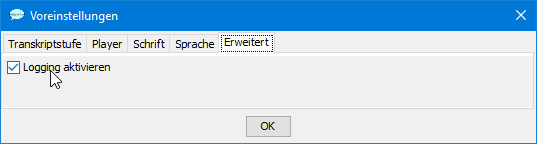 Voreinstellungen
Transkriptstufe Player Schrift Sprache Erweitert
Logging aktivieren
OK